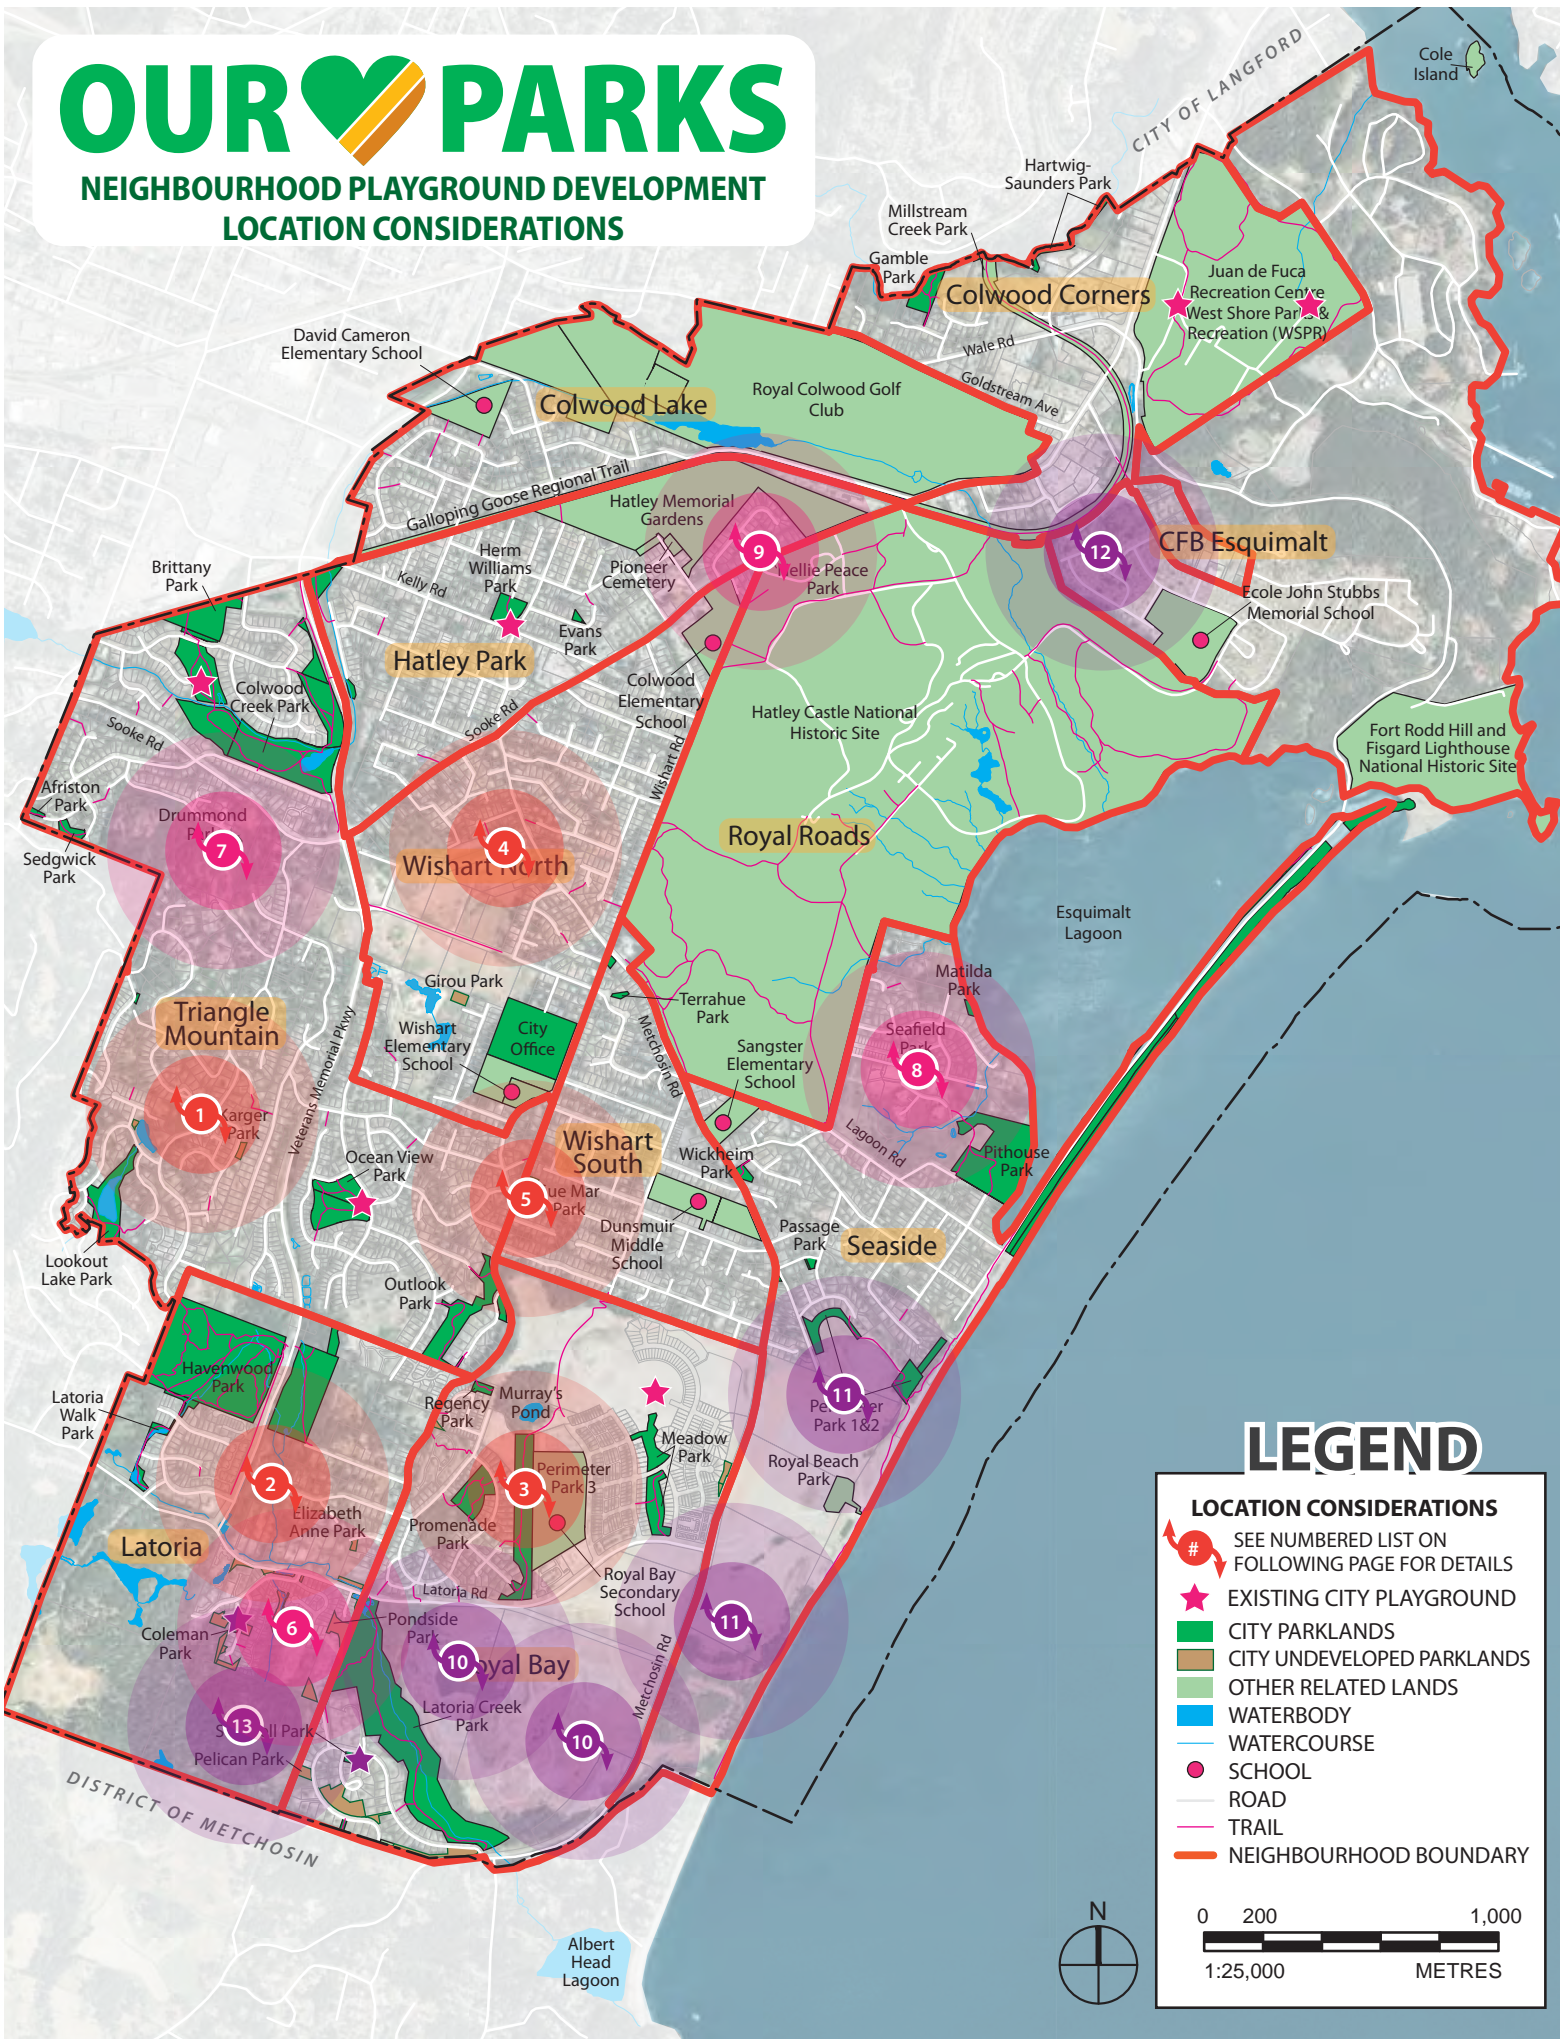 OUR PARKS
NEIGHBOURHOOD PLAYGROUND DEVELOPMENT
LOCATION CONSIDERATIONS
CITY OF LANGFORD
Cole
Island
Hartwig-
Saunders Park
Millstream
Creek Park
Gamble
Park
Colwood Corners
Juan de Fuca
Recreation Centre
West Shore Parks &
Recreation (WSPR)
David Cameron
Elementary School
Wale Rd
Goldstream Ave
Colwood Lake
Royal Colwood Golf
Club
Galloping Goose Regional Trail
Hatley Memorial
Gardens
9
12
CFB Esquimalt
Herm
Williams
Park
Pioneer
Cemetery
Nellie Peace
Park
Brittany
Park
Kelly Rd
Ecole John Stubbs
Memorial School
Evans
Park
Hatley Park
Colwood
Creek Park
Colwood
Elementary
School
Sooke Rd
Sooke Rd
Wishart Rd
Hatley Castle National
Historic Site
Fort Rodd Hill and
Fisgard Lighthouse
National Historic Site
Afriston
Park
Drummond
7
Sedgwick
Park
4
Wishart North
Royal Roads
Esquimalt
Lagoon
Girou Park
Matilda
Park
Terrahue
Park
Triangle
Mountain
Wishart
Elementary
School
City
Office
Seafield
Park
8
Metchosin Rd
Sangster
Elementary
School
Veterans Memorial Pkwy
1
Karger
Park
Lagoon Rd
Wishart
South
Wickheim
Park
Pithouse
Park
Ocean View
Park
5
Park
Dunsmuir
Middle
School
Passage
Park
Seaside
Lookout
Lake Park
Outlook
Park
Havenwood
Park
Latoria
Walk
Park
Regency
Park
Murray's
Pond
11
Park 1&2
Meadow
Park
Royal Beach
Park
2
3
Perimeter
Park 3
Elizabeth
Anne Park
Promenade
Park
Latoria
Royal Bay
Secondary
School
Latoria Rd
11
Coleman
Park
6
Pondside
Park
10
Royal Bay
Metchosin Rd
Latoria Creek
Park
13
Pelican Park
10
DISTRICT OF METCHOSIN
Albert
Head
Lagoon
LEGEND
LOCATION CONSIDERATIONS
# SEE NUMBERED LIST ON
FOLLOWING PAGE FOR DETAILS
EXISTING CITY PLAYGROUND
CITY PARKLANDS
CITY UNDEVELOPED PARKLANDS
OTHER RELATED LANDS
WATERBODY
WATERCOURSE
SCHOOL
ROAD
TRAIL
NEIGHBOURHOOD BOUNDARY
N
0 200 1,000
1:25,000 METRES